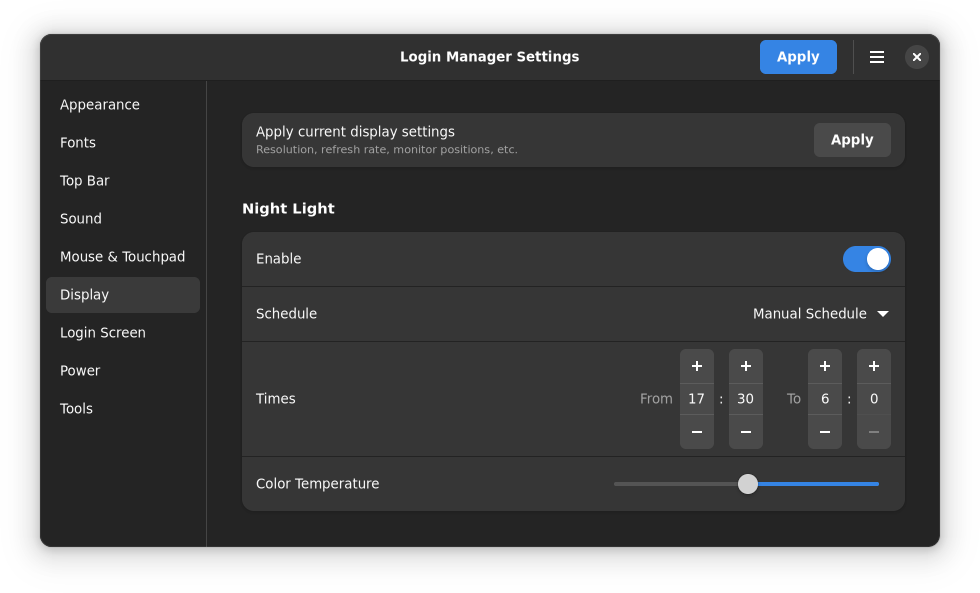 Login Manager Settings
Apply
Appearance
Fonts
Top Bar
Sound
Mouse & Touchpad
Display
Login Screen
Power
Tools
Apply current display settings
Resolution, refresh rate, monitor positions, etc.
Apply
Night Light
Enable
Schedule
Manual Schedule
+ + + +
Times From 17 : 30 To 6 : 0
− − − −
Color Temperature